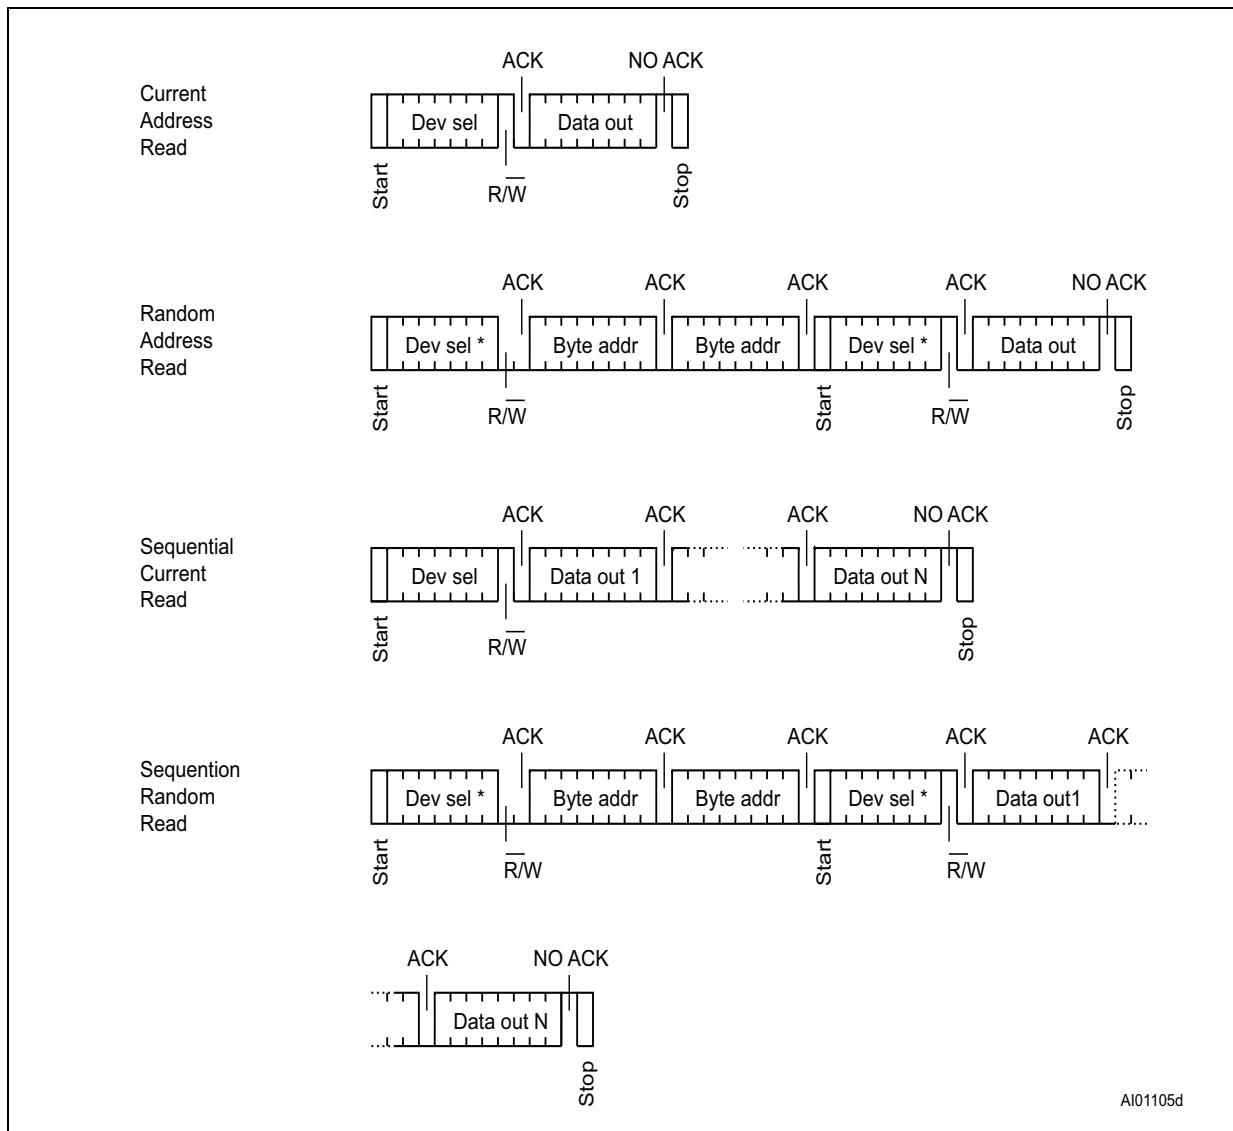 ACK NO ACK
Current
Address
Read
Dev sel Data out
Start R/W Stop
ACK ACK ACK ACK NO ACK
Random
Address
Read
Dev sel * Byte addr Byte addr Dev sel * Data out
Start R/W Start R/W Stop
ACK ACK ACK NO ACK
Sequential
Current
Read
Dev sel Data out 1 Data out N
Start R/W Stop
ACK ACK ACK ACK ACK
Sequention
Random
Read
Dev sel * Byte addr Byte addr Dev sel * Data out1
Start R/W Start R/W
ACK NO ACK
Data out N
Stop
AI01105d